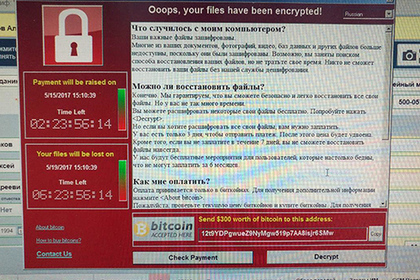 Ooops, your files have been encrypted!
Russian
Payment will be raised on
5/15/2017 15:10:39
Time Left
02:23:56:14
Your files will be lost on
5/19/2017 15:10:39
Time Left
06:23:56:14
About bitcoin
How to buy bitcoins?
Contact Us
Что случилось с моим компьютером?
Ваши важные файлы зашифрованы.
Многие из ваших документов, фотографий, видео, баз данных и других файлов больше
недоступны, поскольку они были зашифрованы. Возможно, вы заняты поиском
способа восстановления ваших файлов, но не тратьте свое время. Никто не сможет
восстановить ваши файлы без нашей службы дешифрования.
Можно ли восстановить файлы?
Конечно. Мы гарантируем, что вы сможете безопасно и легко восстановить все свои
файлы. Но у вас не так много времени.
Вы можете расшифровать некоторые свои файлы бесплатно. Попробуйте нажать
<Decrypt>.
Но если вы хотите расшифровать все свои файлы, вам нужно заплатить.
У вас есть только 3 дня, чтобы отправить платеж. После этого цена будет удвоена.
Кроме того, если вы не заплатите в течение 7 дней, вы не сможете восстановить
файлы навсегда.
У нас будут бесплатные мероприятия для пользователей, которые настолько бедны,
что не могут заплатить за 6 месяцев.
Как мне оплатить?
Оплата принимается только в биткойнах. Для получения дополнительной информации
нажмите <About bitcoin>.
Пожалуйста, проверьте текущую цену биткойна и купите биткойны. Для получения
bitcoin
ACCEPTED HERE
Send $300 worth of bitcoin to this address:
Copy
Check Payment
Decrypt